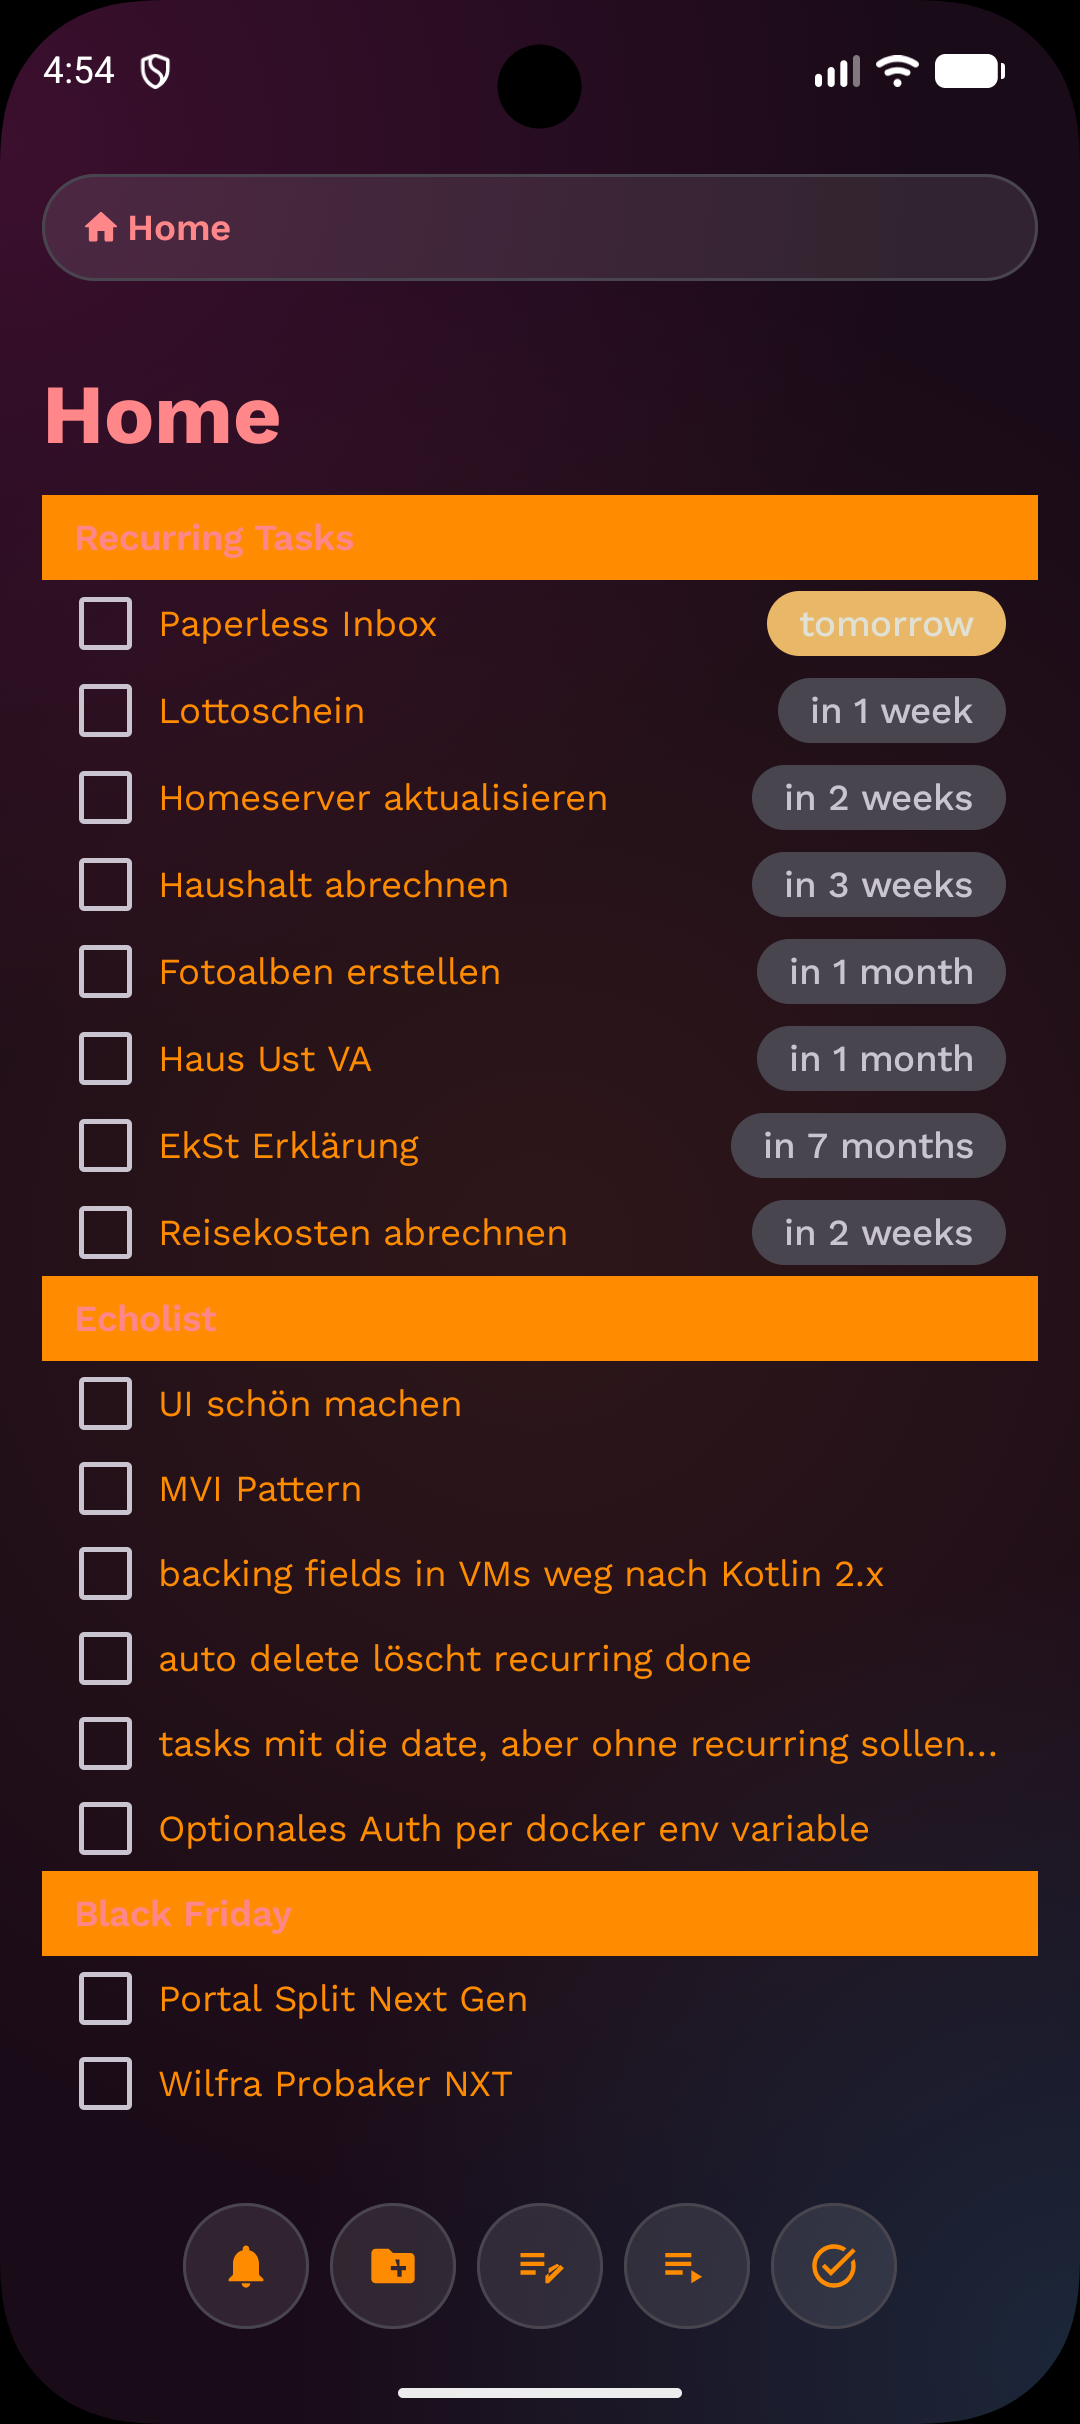 4:54
Home
Home
Recurring Tasks
Paperless Inbox tomorrow
Lottoschein in 1 week
Homeserver aktualisieren in 2 weeks
Haushalt abrechnen in 3 weeks
Fotoalben erstellen in 1 month
Haus Ust VA in 1 month
EkSt Erklärung in 7 months
Reisekosten abrechnen in 2 weeks
Echolist
UI schön machen
MVI Pattern
backing fields in VMs weg nach Kotlin 2.x
auto delete löscht recurring done
tasks mit die date, aber ohne recurring sollen...
Optionales Auth per docker env variable
Black Friday
Portal Split Next Gen
Wilfra Probaker NXT